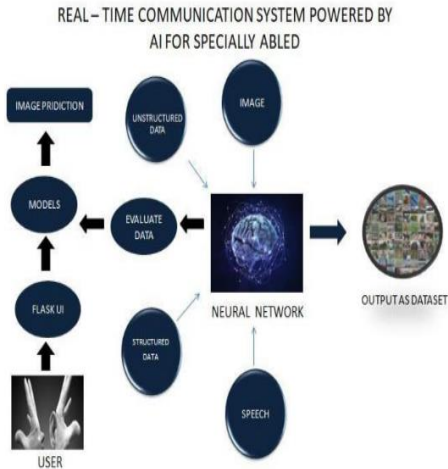 REAL – TIME COMMUNICATION SYSTEM POWERED BY
AI FOR SPECIALLY ABLED
IMAGE PRIDICTION
UNSTRUCTURED
DATA
IMAGE
MODELS
EVALUATE
DATA
FLASK UI
NEURAL NETWORK
OUTPUT AS DATASET
STRUCTURED
DATA
SPEECH
USER